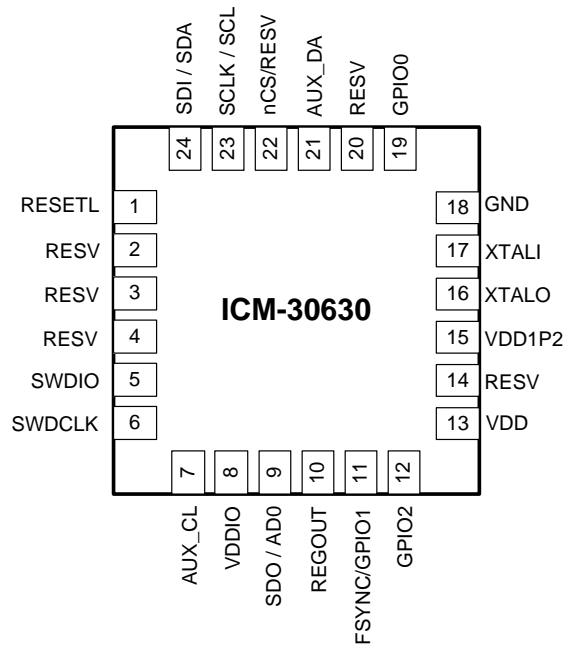 SDI / SDA
SCLK / SCL
nCS/RESV
AUX_DA
RESV
GPIO0
24
23
22
21
20
19
RESETL 1
RESV 2
RESV 3
RESV 4
SWDIO 5
SWDCLK 6
ICM-30630
18 GND
17 XTALI
16 XTALO
15 VDD1P2
14 RESV
13 VDD
7
8
9
10
11
12
AUX_CL
VDDIO
SDO / AD0
REGOUT
FSYNC/GPIO1
GPIO2